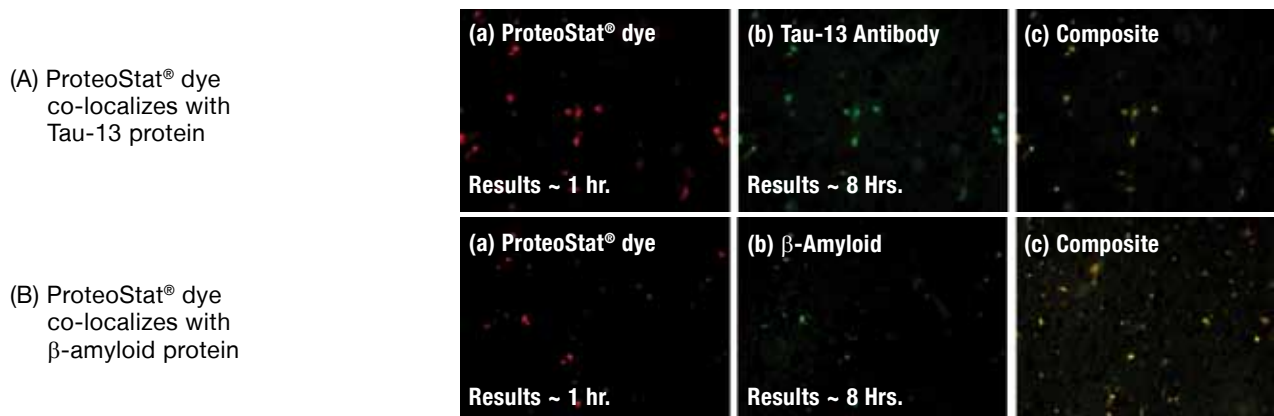 (A) ProteoStat® dye
co-localizes with
Tau-13 protein
(a) ProteoStat® dye
(b) Tau-13 Antibody
(c) Composite
Results ~ 1 hr.
Results ~ 8 Hrs.
(B) ProteoStat® dye
co-localizes with
β-amyloid protein
(a) ProteoStat® dye
(b) β-Amyloid
(c) Composite
Results ~ 1 hr.
Results ~ 8 Hrs.